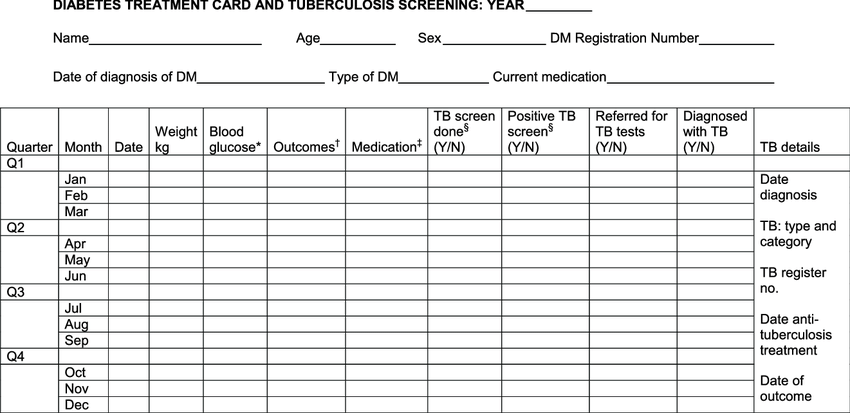 DIABETES TREATMENT CARD AND TUBERCULOSIS SCREENING: YEAR_________
Name________________________ Age__________ Sex______________ DM Registration Number__________
Date of diagnosis of DM_________________ Type of DM____________ Current medication_______________________
Quarter Month Date Weight kg Blood glucose* Outcomes† Medication‡ TB screen done§ (Y/N) Positive TB screen§ (Y/N) Referred for TB tests (Y/N) Diagnosed with TB (Y/N) TB details
Q1
Jan
Feb
Mar
Q2
Apr
May
Jun
Q3
Jul
Aug
Sep
Q4
Oct
Nov
Dec
Date
diagnosis
TB: type and
category
TB register
no.
Date anti-
tuberculosis
treatment
Date of
outcome